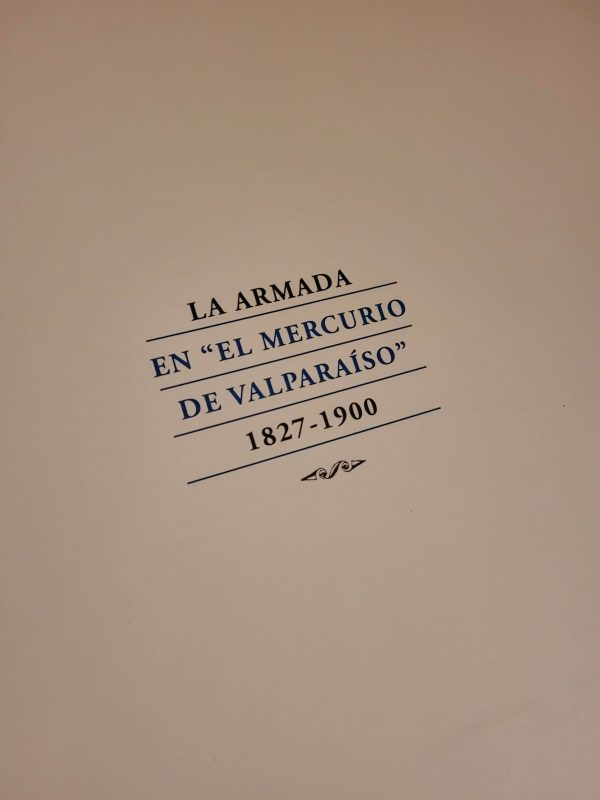 LA ARMADA
EN “EL MERCURIO
DE VALPARAÍSO”
1827-1900